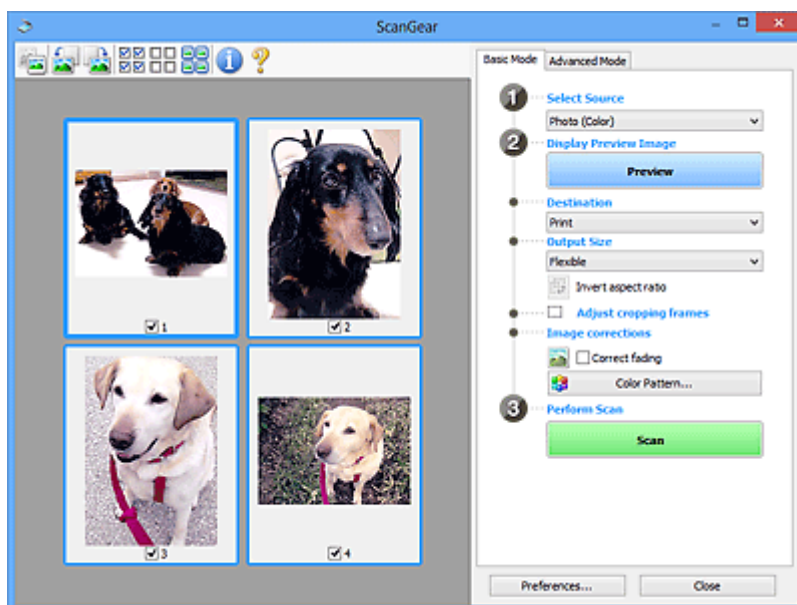 ScanGear
Basic Mode
Advanced Mode
1
Select Source
Photo (Color)
2
Display Preview Image
Preview
Destination
Print
Output Size
Flexible
Invert aspect ratio
Adjust cropping frames
Image corrections
Correct fading
Color Pattern...
3
Perform Scan
Scan
Preferences...
Close
1
2
3
4